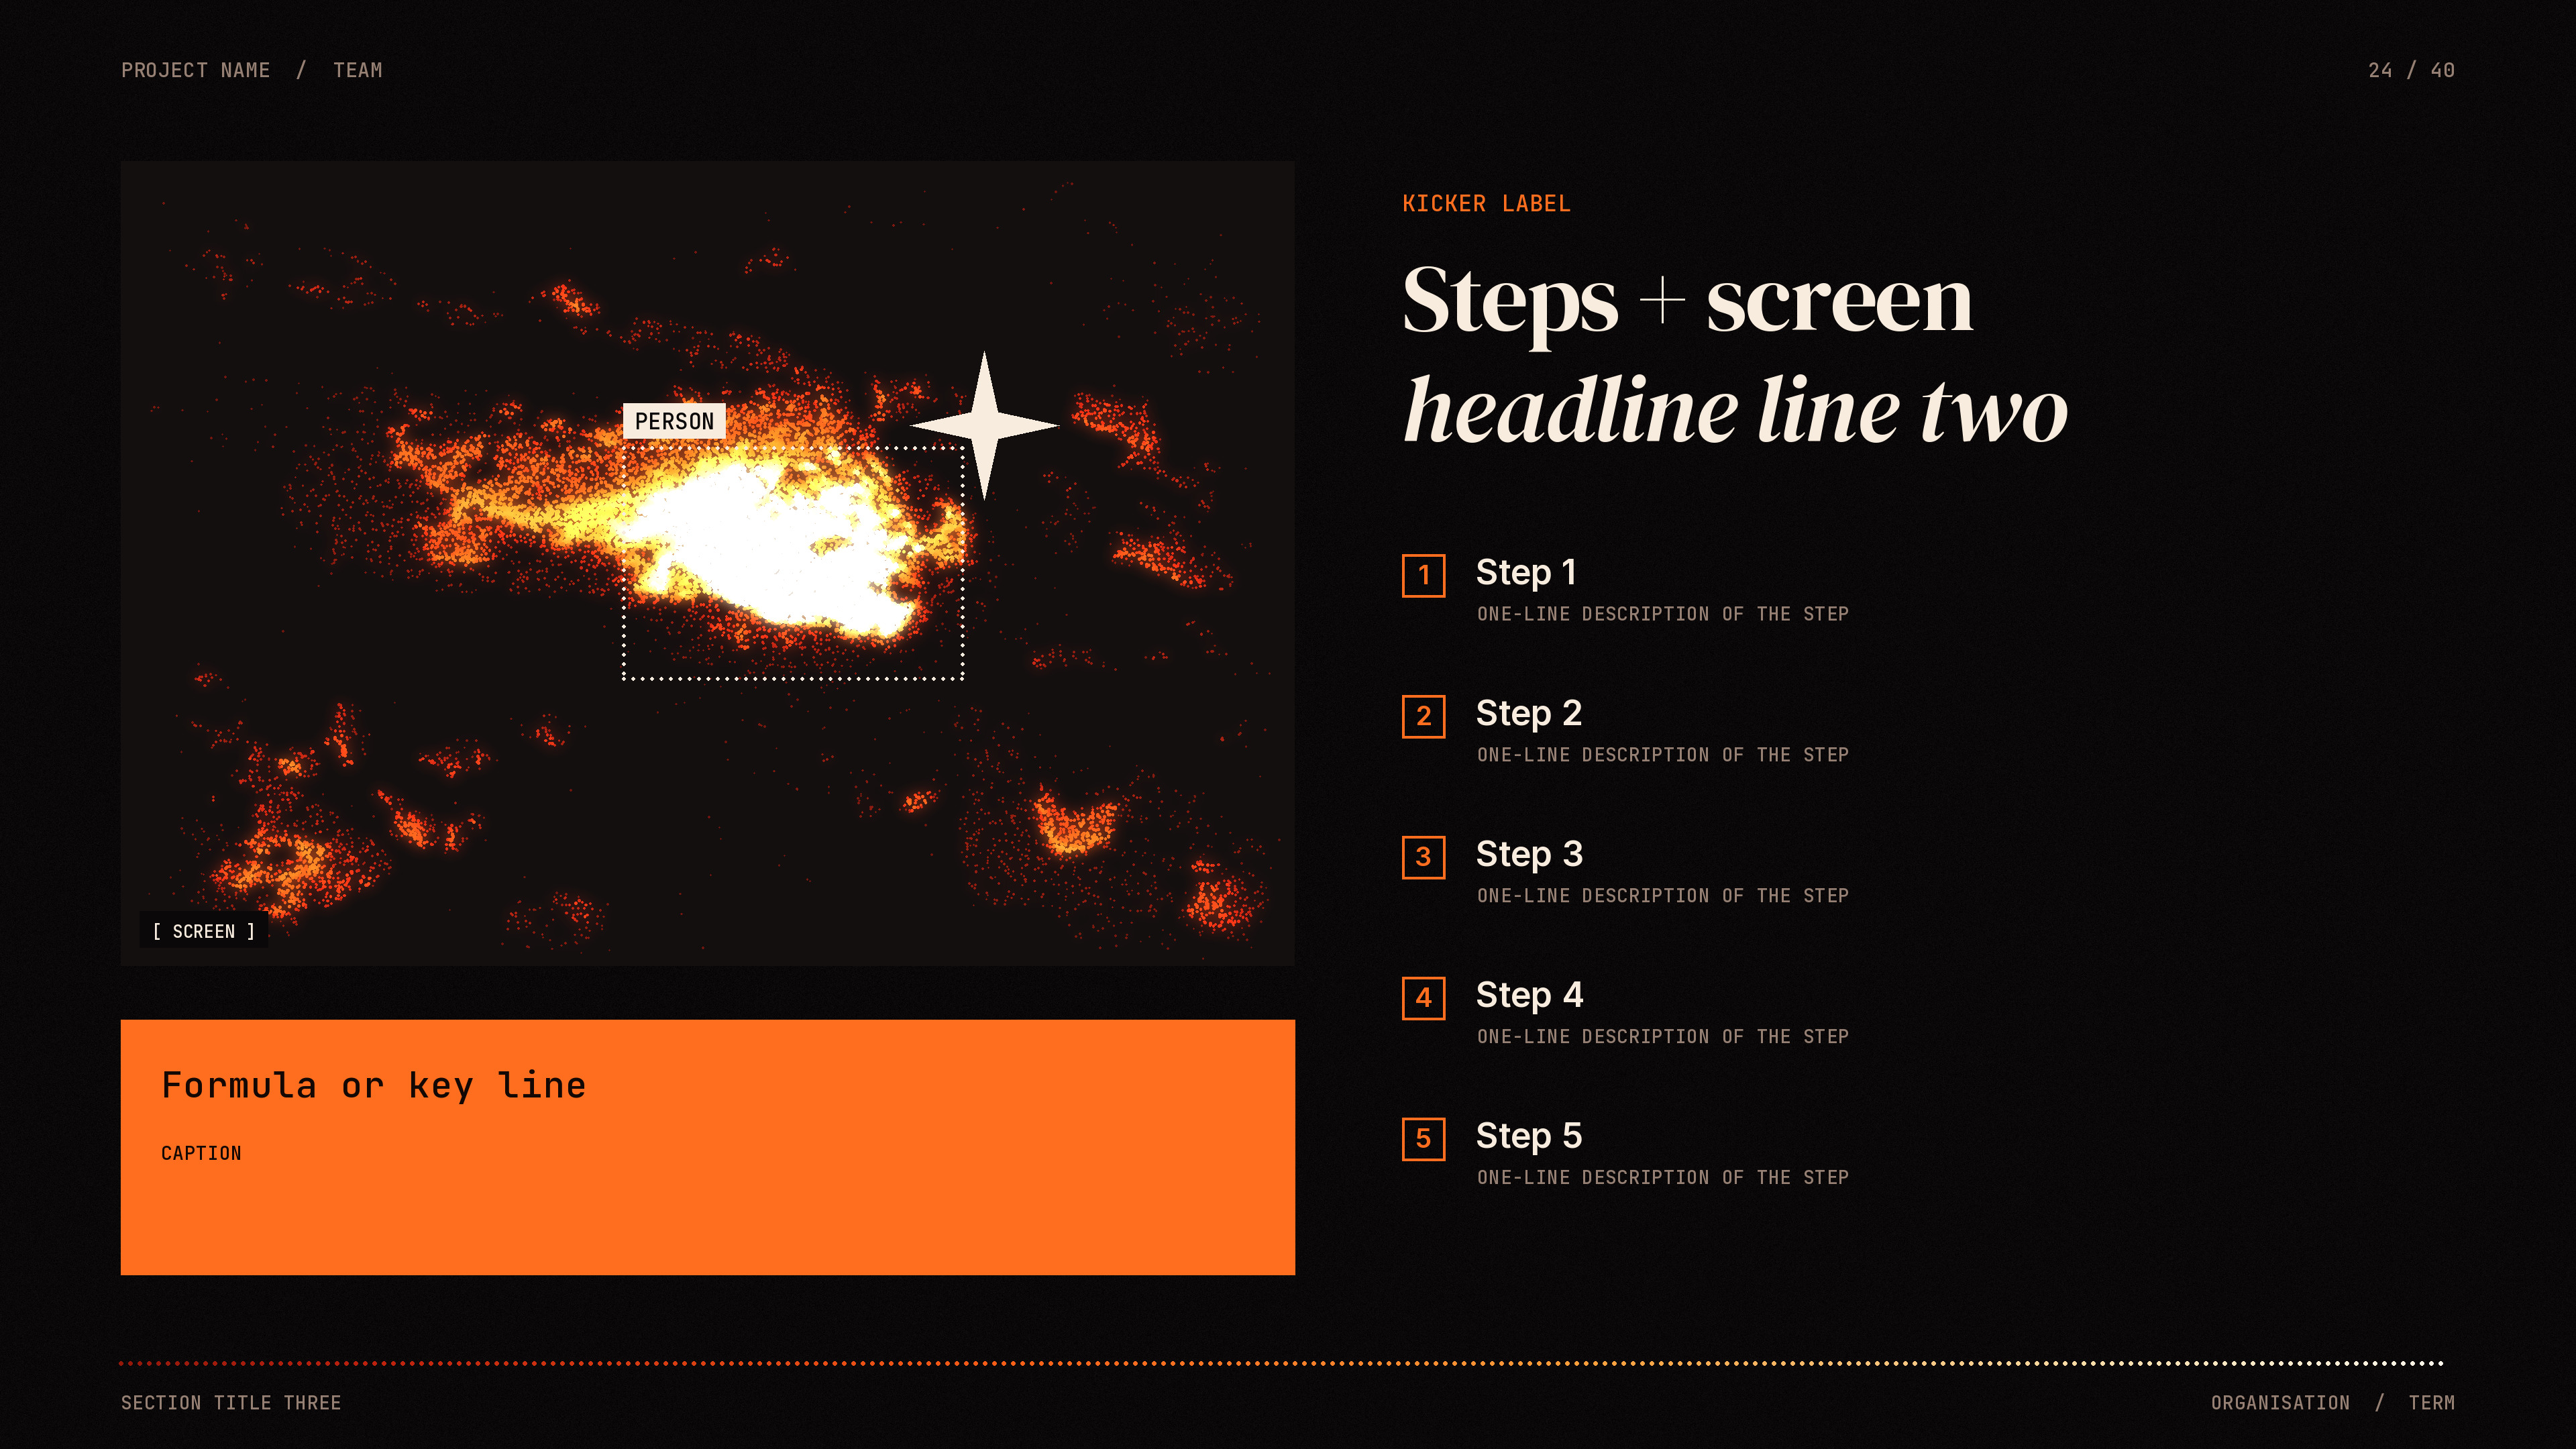 PROJECT NAME / TEAM
24 / 40
PERSON
[ SCREEN ]
Formula or key line
CAPTION
KICKER LABEL
Steps + screen
headline line two
1 Step 1
ONE-LINE DESCRIPTION OF THE STEP
2 Step 2
ONE-LINE DESCRIPTION OF THE STEP
3 Step 3
ONE-LINE DESCRIPTION OF THE STEP
4 Step 4
ONE-LINE DESCRIPTION OF THE STEP
5 Step 5
ONE-LINE DESCRIPTION OF THE STEP
SECTION TITLE THREE
ORGANISATION / TERM